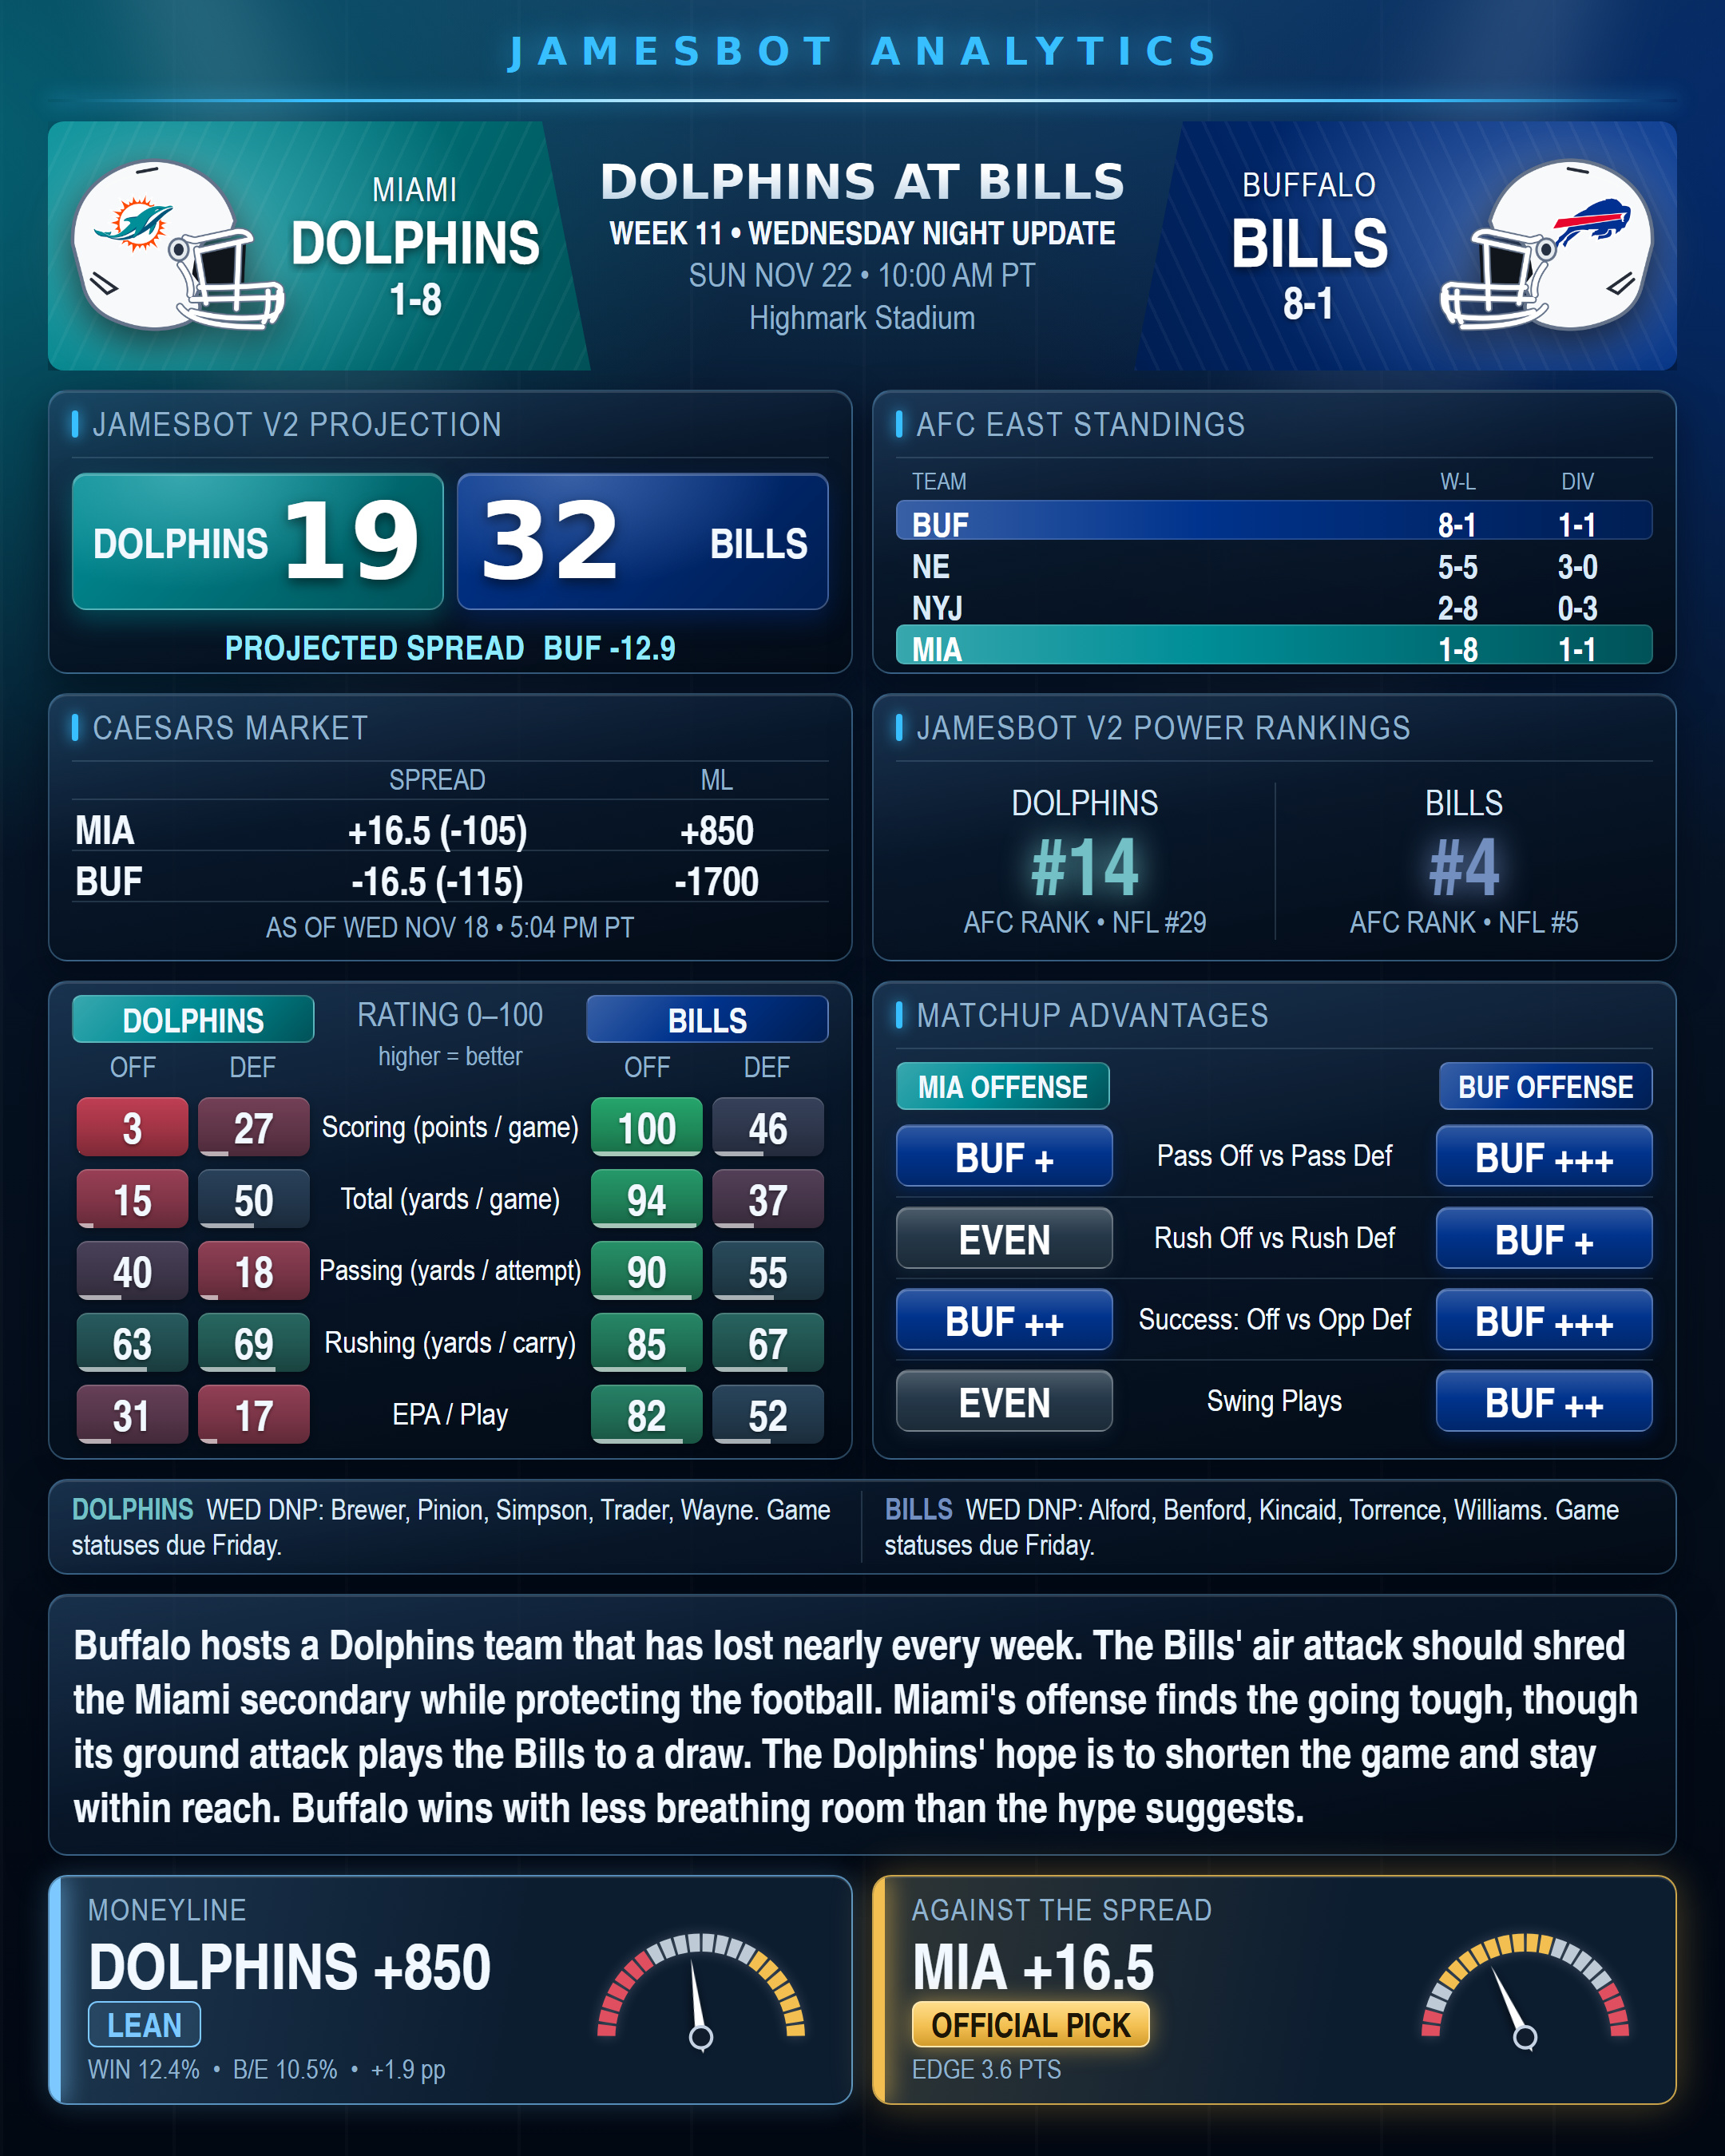 JAMESBOT ANALYTICS
MIAMI
DOLPHINS
1-8
DOLPHINS AT BILLS
WEEK 11 • WEDNESDAY NIGHT UPDATE
SUN NOV 22 • 10:00 AM PT
Highmark Stadium
BUFFALO
BILLS
8-1
JAMESBOT V2 PROJECTION
DOLPHINS 19
32 BILLS
PROJECTED SPREAD BUF -12.9
AFC EAST STANDINGS
TEAM W-L DIV
BUF 8-1 1-1
NE 5-5 3-0
NYJ 2-8 0-3
MIA 1-8 1-1
CAESARS MARKET
SPREAD ML
MIA +16.5 (-105) +850
BUF -16.5 (-115) -1700
AS OF WED NOV 18 • 5:04 PM PT
JAMESBOT V2 POWER RANKINGS
DOLPHINS
#14
AFC RANK • NFL #29
BILLS
#4
AFC RANK • NFL #5
DOLPHINS RATING 0–100 BILLS
OFF DEF higher = better OFF DEF
3 27 Scoring (points / game) 100 46
15 50 Total (yards / game) 94 37
40 18 Passing (yards / attempt) 90 55
63 69 Rushing (yards / carry) 85 67
31 17 EPA / Play 82 52
MATCHUP ADVANTAGES
MIA OFFENSE BUF OFFENSE
BUF + Pass Off vs Pass Def BUF +++
EVEN Rush Off vs Rush Def BUF +
BUF ++ Success: Off vs Opp Def BUF +++
EVEN Swing Plays BUF ++
DOLPHINS WED DNP: Brewer, Pinion, Simpson, Trader, Wayne. Game
statuses due Friday.
BILLS WED DNP: Alford, Benford, Kincaid, Torrence, Williams. Game
statuses due Friday.
Buffalo hosts a Dolphins team that has lost nearly every week. The Bills' air attack should shred
the Miami secondary while protecting the football. Miami's offense finds the going tough, though
its ground attack plays the Bills to a draw. The Dolphins' hope is to shorten the game and stay
within reach. Buffalo wins with less breathing room than the hype suggests.
MONEYLINE
DOLPHINS +850
LEAN
WIN 12.4% • B/E 10.5% • +1.9 pp
AGAINST THE SPREAD
MIA +16.5
OFFICIAL PICK
EDGE 3.6 PTS